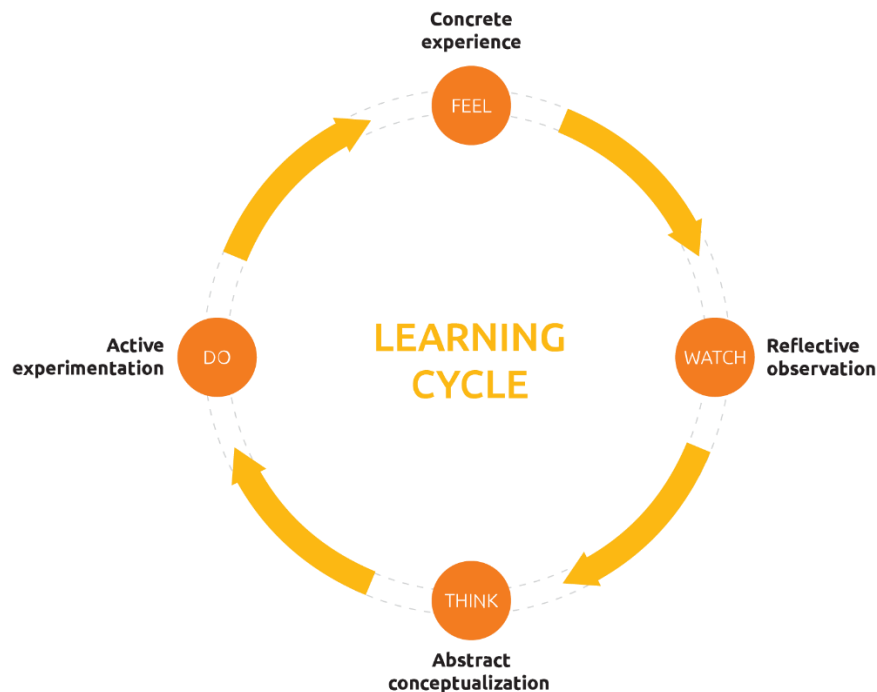 Concrete
experience
FEEL
LEARNING
CYCLE
Active
experimentation
DO
WATCH
Reflective
observation
THINK
Abstract
conceptualization